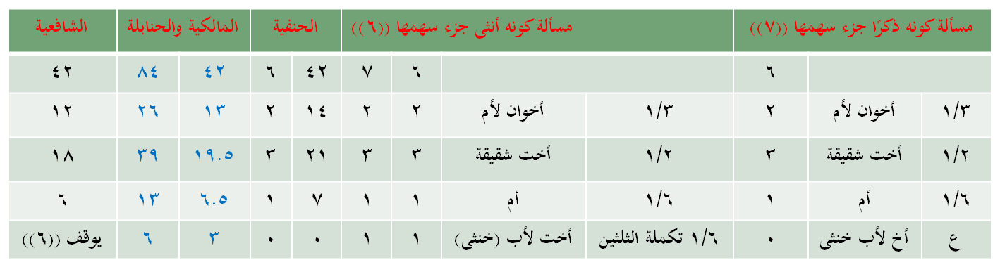 مسألة كونه ذكرًا جزء سهمها ((٧)) مسألة كونه أنثى جزء سهمها ((٦)) الحنفية المالكية والحنابلة الشافعية
٦ ٦ ٧ ٤٢ ٦ ٤٢ ٨٤ ٤٢
١/٣ أخوان لأم ٢ ١/٣ أخوان لأم ٢ ٢ ١٤ ٢ ١٣ ٢٦ ١٢
١/٢ أخت شقيقة ٣ ١/٢ أخت شقيقة ٣ ٣ ٢١ ٣ ١٩.٥ ٣٩ ١٨
١/٦ أم ١ ١/٦ أم ١ ١ ٧ ١ ٦.٥ ١٣ ٦
ع أخ لأب خنثى ٠ ١/٦ تكملة الثلثين أخت لأب (خنثى) ١ ١ ٠ ٠ ٣ ٦ يوقف ((٦))